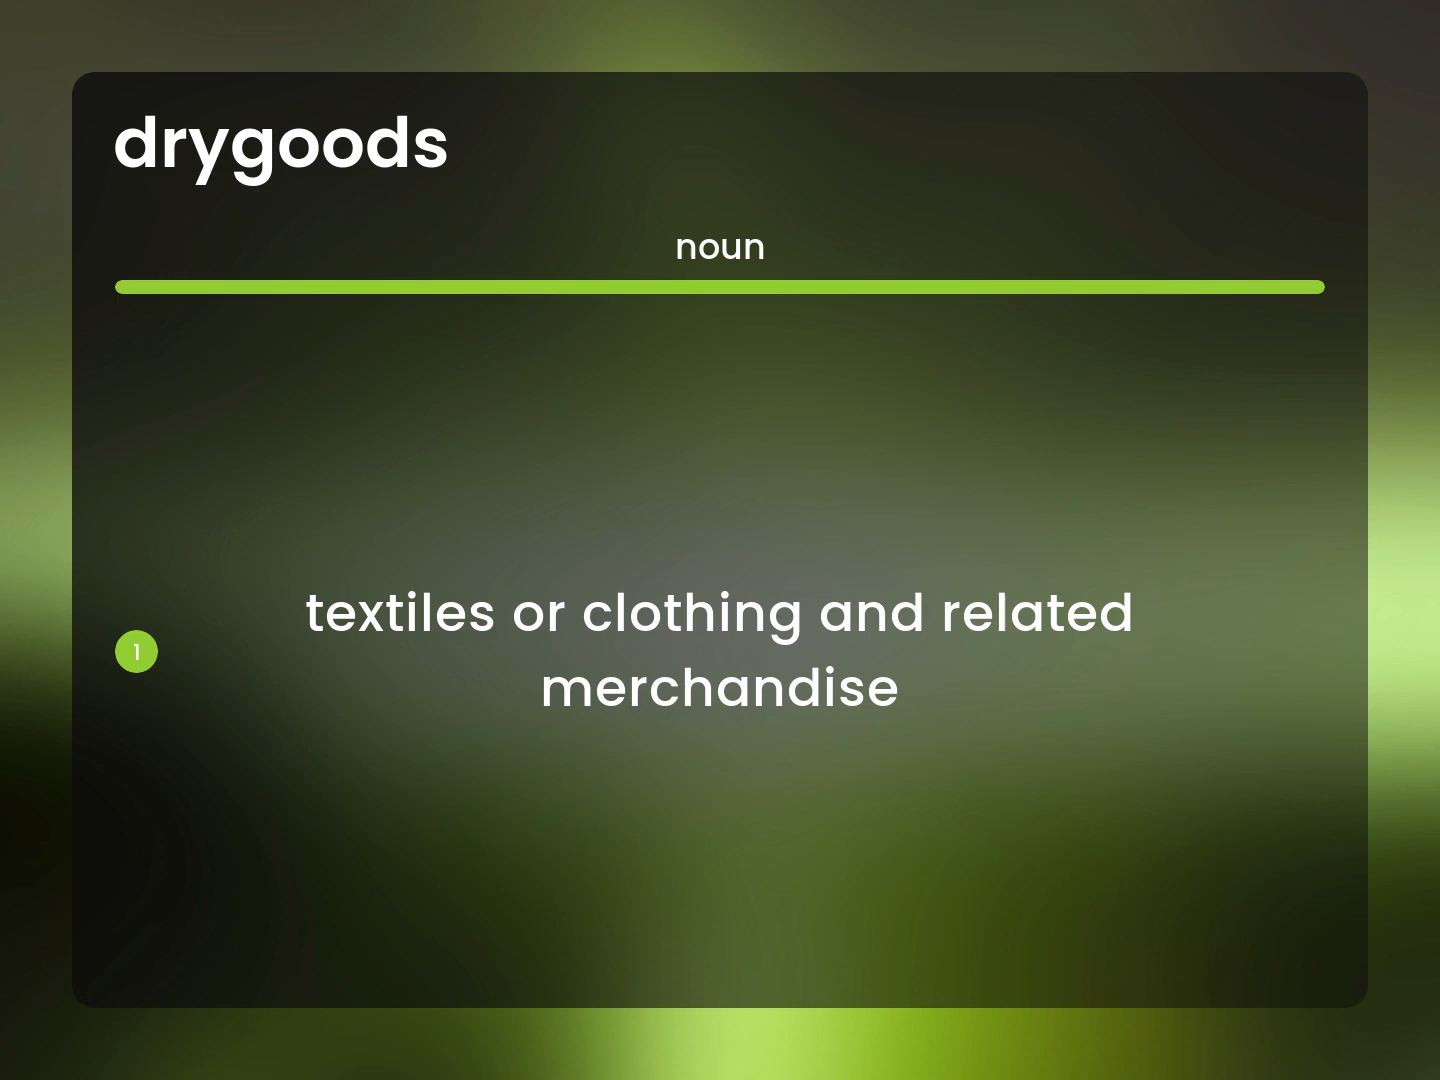 drygoods
noun
1
textiles or clothing and related
merchandise